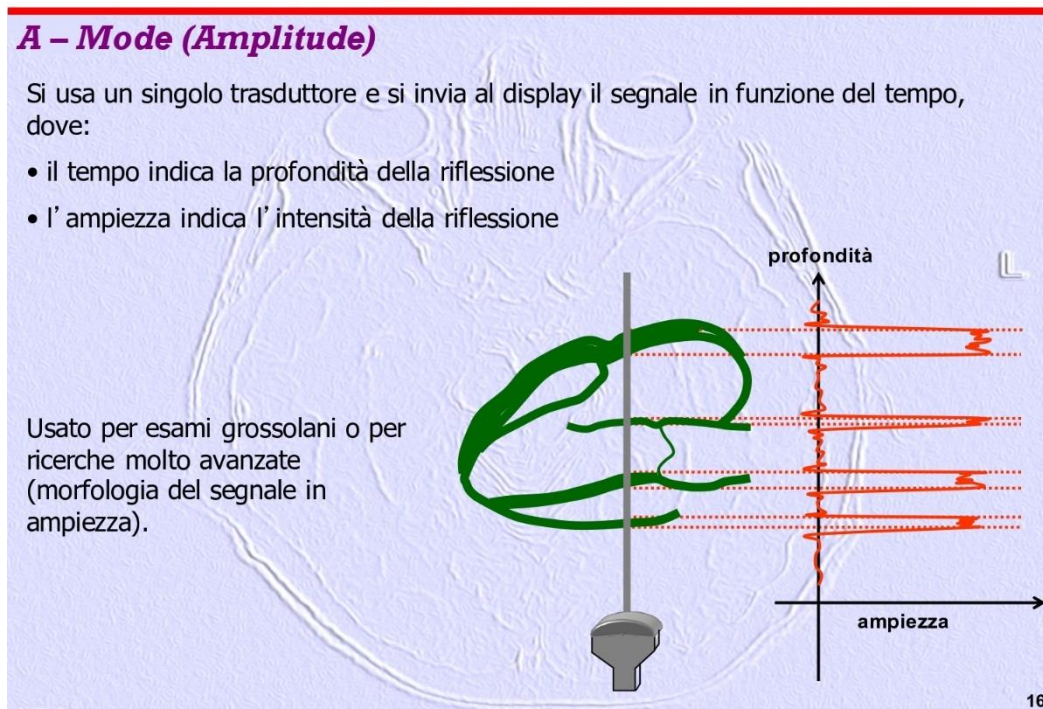 A – Mode (Amplitude)
Si usa un singolo trasduttore e si invia al display il segnale in funzione del tempo,
dove:
• il tempo indica la profondità della riflessione
• l’ampiezza indica l’intensità della riflessione
profondità
L
Usato per esami grossolani o per
ricerche molto avanzate
(morfologia del segnale in
ampiezza).
ampiezza
16